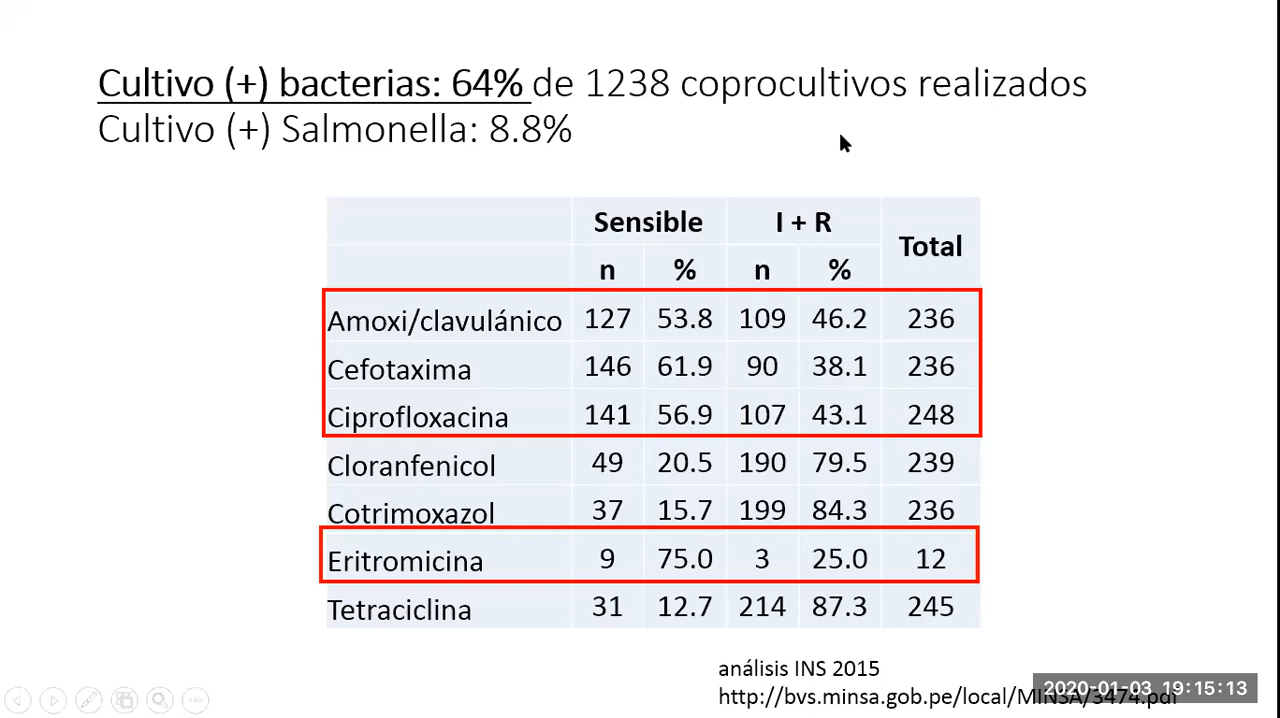 Cultivo (+) bacterias: 64% de 1238 coprocultivos realizados
Cultivo (+) Salmonella: 8.8%
Sensible I + R Total
n % n %
Amoxi/clavulánico 127 53.8 109 46.2 236
Cefotaxima 146 61.9 90 38.1 236
Ciprofloxacina 141 56.9 107 43.1 248
Cloranfenicol 49 20.5 190 79.5 239
Cotrimoxazol 37 15.7 199 84.3 236
Eritromicina 9 75.0 3 25.0 12
Tetraciclina 31 12.7 214 87.3 245
análisis INS 2015
http://bvs.minsa.gob.pe/local/MINSA/3474.pdf
2020-01-03 19:15:13